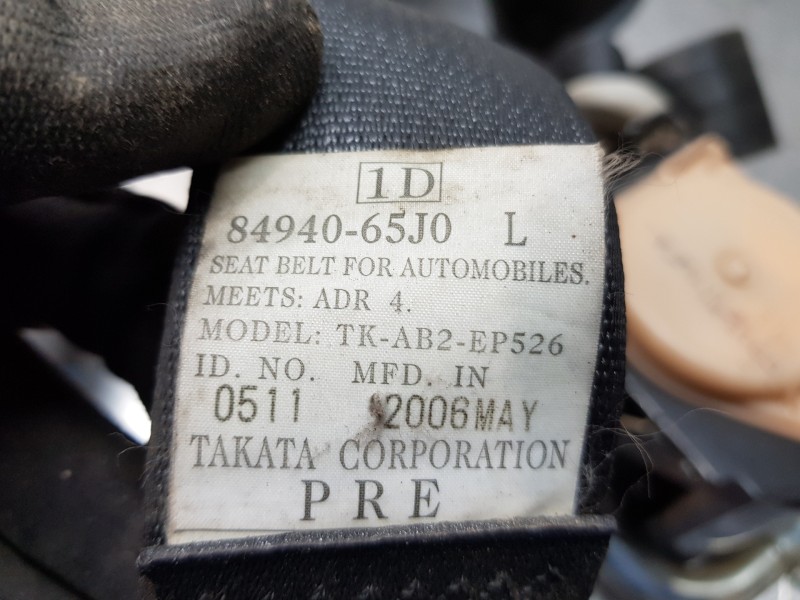 1D
84940-65J0 L
SEAT BELT FOR AUTOMOBILES.
MEETS: ADR 4.
MODEL: TK-AB2-EP526
ID. NO. MFD. IN
0511 2006MAY
TAKATA CORPORATION
PRE